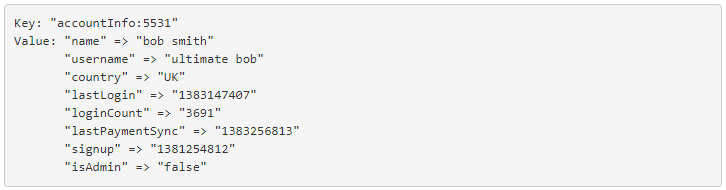 Key: "accountInfo:5531"
Value: "name" => "bob smith"
"username" => "ultimate bob"
"country" => "UK"
"lastLogin" => "1383147407"
"loginCount" => "3691"
"lastPaymentSync" => "1383256813"
"signup" => "1381254812"
"isAdmin" => "false"